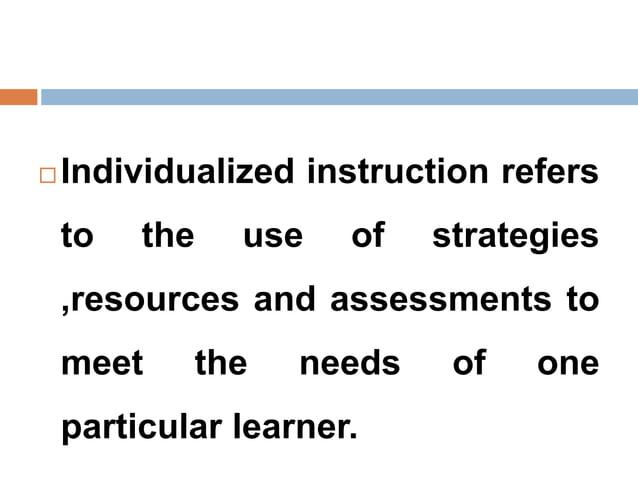 Individualized instruction refers
to the use of strategies
,resources and assessments to
meet the needs of one
particular learner.